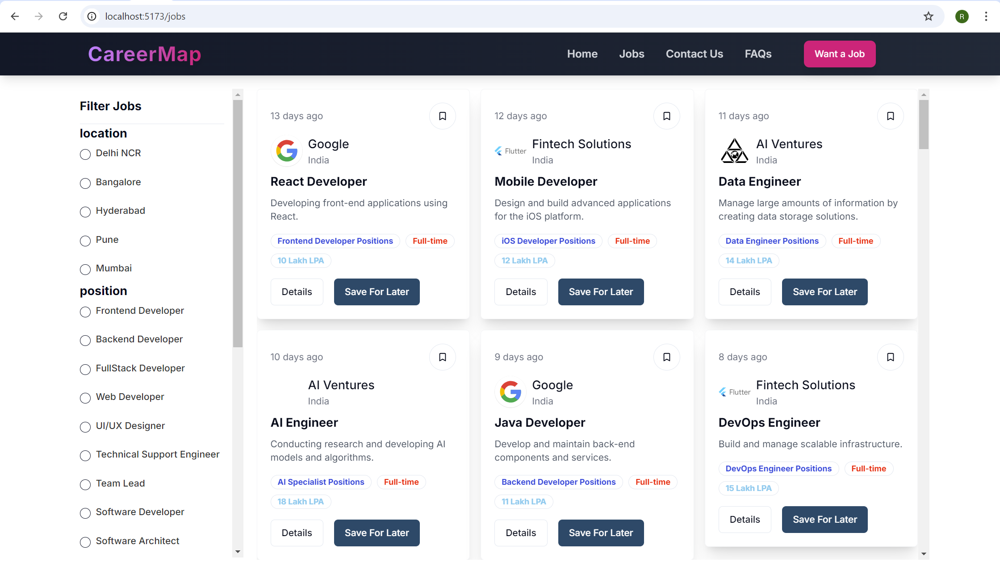 localhost:5173/jobs
R
CareerMap
Home
Jobs
Contact Us
FAQs
Want a Job
Filter Jobs
location
Delhi NCR
Bangalore
Hyderabad
Pune
Mumbai
position
Frontend Developer
Backend Developer
FullStack Developer
Web Developer
UI/UX Designer
Technical Support Engineer
Team Lead
Software Developer
Software Architect
13 days ago
Google
India
React Developer
Developing front-end applications using
React.
Frontend Developer Positions
Full-time
10 Lakh LPA
Details
Save For Later
12 days ago
Flutter
Fintech Solutions
India
Mobile Developer
Design and build advanced applications
for the iOS platform.
iOS Developer Positions
Full-time
12 Lakh LPA
Details
Save For Later
11 days ago
AI Ventures
India
Data Engineer
Manage large amounts of information by
creating data storage solutions.
Data Engineer Positions
Full-time
14 Lakh LPA
Details
Save For Later
10 days ago
AI Ventures
India
AI Engineer
Conducting research and developing AI
models and algorithms.
AI Specialist Positions
Full-time
18 Lakh LPA
Details
Save For Later
9 days ago
Google
India
Java Developer
Develop and maintain back-end
components and services.
Backend Developer Positions
Full-time
11 Lakh LPA
Details
Save For Later
8 days ago
Flutter
Fintech Solutions
India
DevOps Engineer
Build and manage scalable infrastructure.
DevOps Engineer Positions
Full-time
15 Lakh LPA
Details
Save For Later